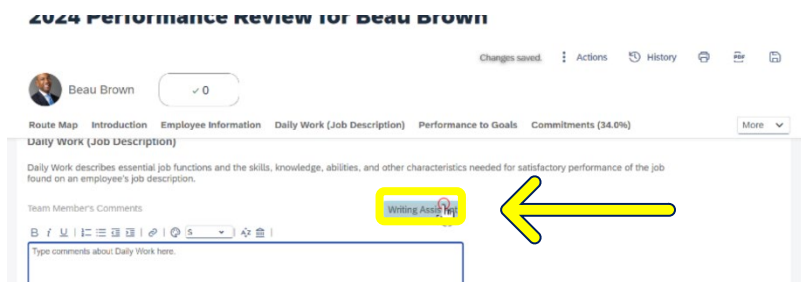 2024 Performance Review for Beau Brown
Changes saved. Actions History PDF
Beau Brown 0
Route Map Introduction Employee Information Daily Work (Job Description) Performance to Goals Commitments (34.0%) More
Daily Work (Job Description)
Daily Work describes essential job functions and the skills, knowledge, abilities, and other characteristics needed for satisfactory performance of the job
found on an employee's job description.
Team Member's Comments Writing Assistant
B I U S
Type comments about Daily Work here.